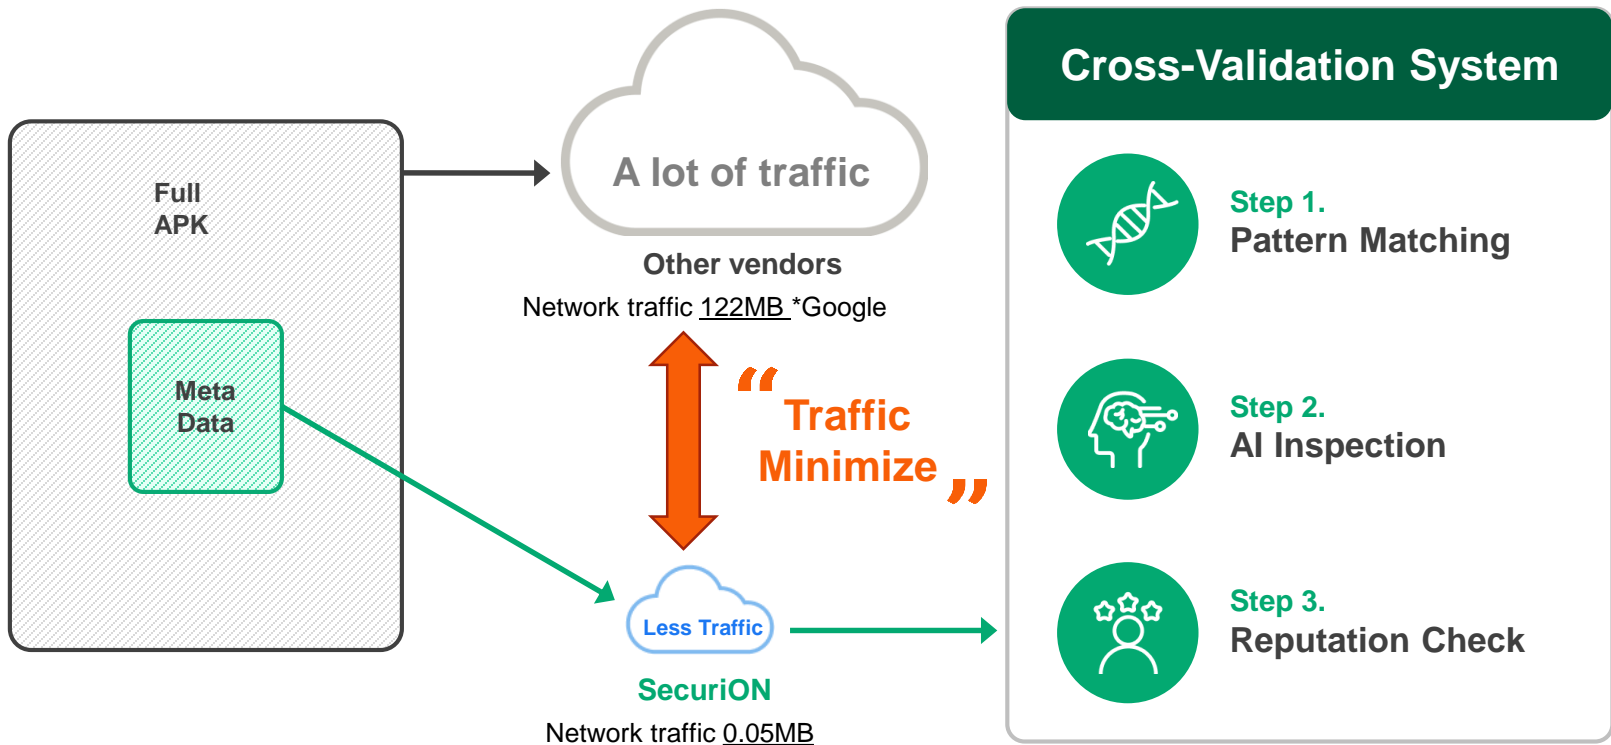 Full
APK
Meta
Data
A lot of traffic
Other vendors
Network traffic 122MB *Google
“
Traffic
Minimize
”
Less Traffic
SecuriON
Network traffic 0.05MB
Cross-Validation System
Step 1.
Pattern Matching
Step 2.
AI Inspection
Step 3.
Reputation Check